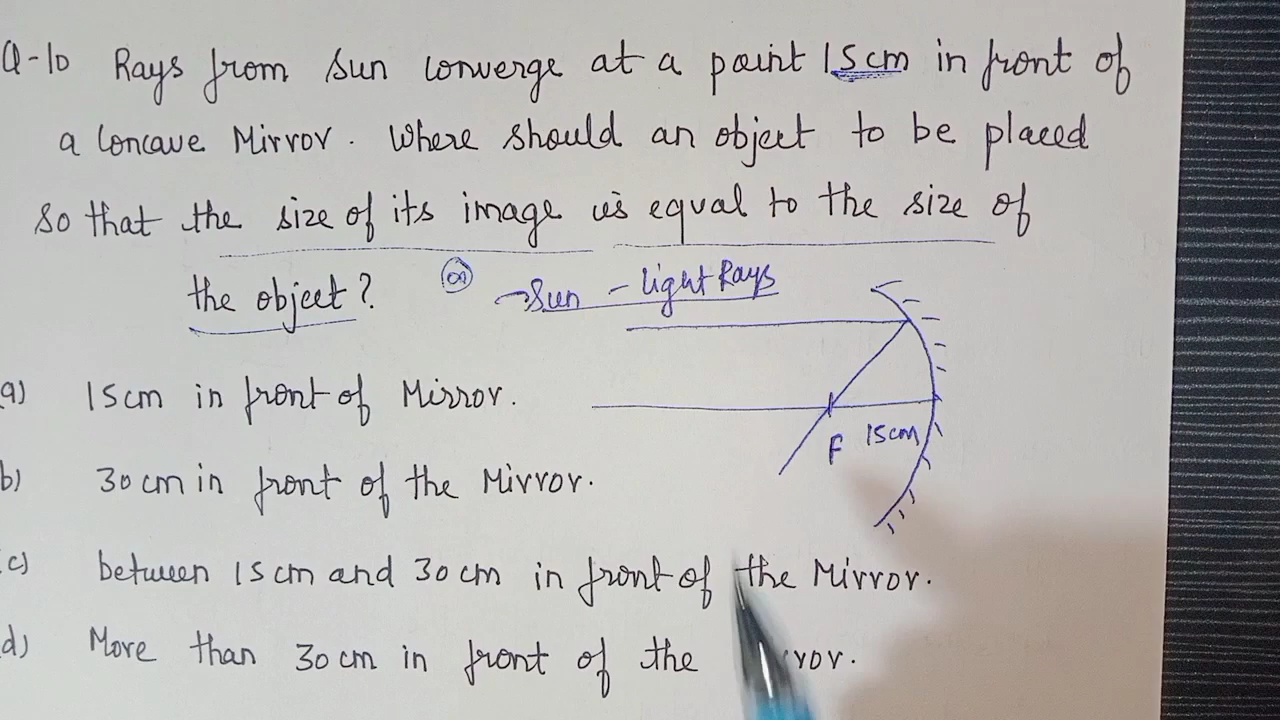 Q-10 Rays from sun converge at a point 15cm in front of
a concave Mirror. Where should an object to be placed
so that the size of its image is equal to the size of
the object?
∞ → Sun - light Rays
a) 15cm in front of Mirror.
F 15cm
b) 30cm in front of the Mirror.
c) between 15cm and 30cm in front of the Mirror.
d) More than 30cm in front of the